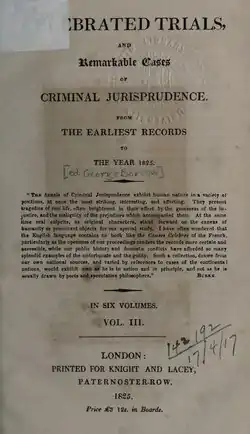 EBRATED TRIALS,
AND
Remarkable Cases
OF
CRIMINAL JURISPRUDENCE.
FROM
THE EARLIEST RECORDS
TO
THE YEAR 1825.
[ed. George Borrow]
"The Annals of Criminal Jurisprudence exhibit human nature in a variety of
positions, at once the most striking, interesting, and affecting. They present
tragedies of real life, often heightened in their effect by the grossness of the in-
justice, and the malignity of the prejudices which accompanied them. At the same
time real culprits, as original characters, stand forward on the canvas of
humanity as prominent objects for our special study. I have often wondered that
the English language contains no book like the Causes Célèbres of the French,
particularly as the openness of our proceedings renders the records more certain and
accessible, while our public history and domestic conflicts have afforded so many
splendid examples of the unfortunate and the guilty. Such a collection, drawn from
our own national sources, and varied by references to cases of the continental
nations, would exhibit man as he is in action and in principle, and not as he is
usually drawn by poets and speculative philosophers." BURKE
IN SIX VOLUMES.
VOL. III.
142192
17/4/17
LONDON:
PRINTED FOR KNIGHT AND LACEY,
PATERNOSTER-ROW.
1825.
Price £3 12s. in Boards.